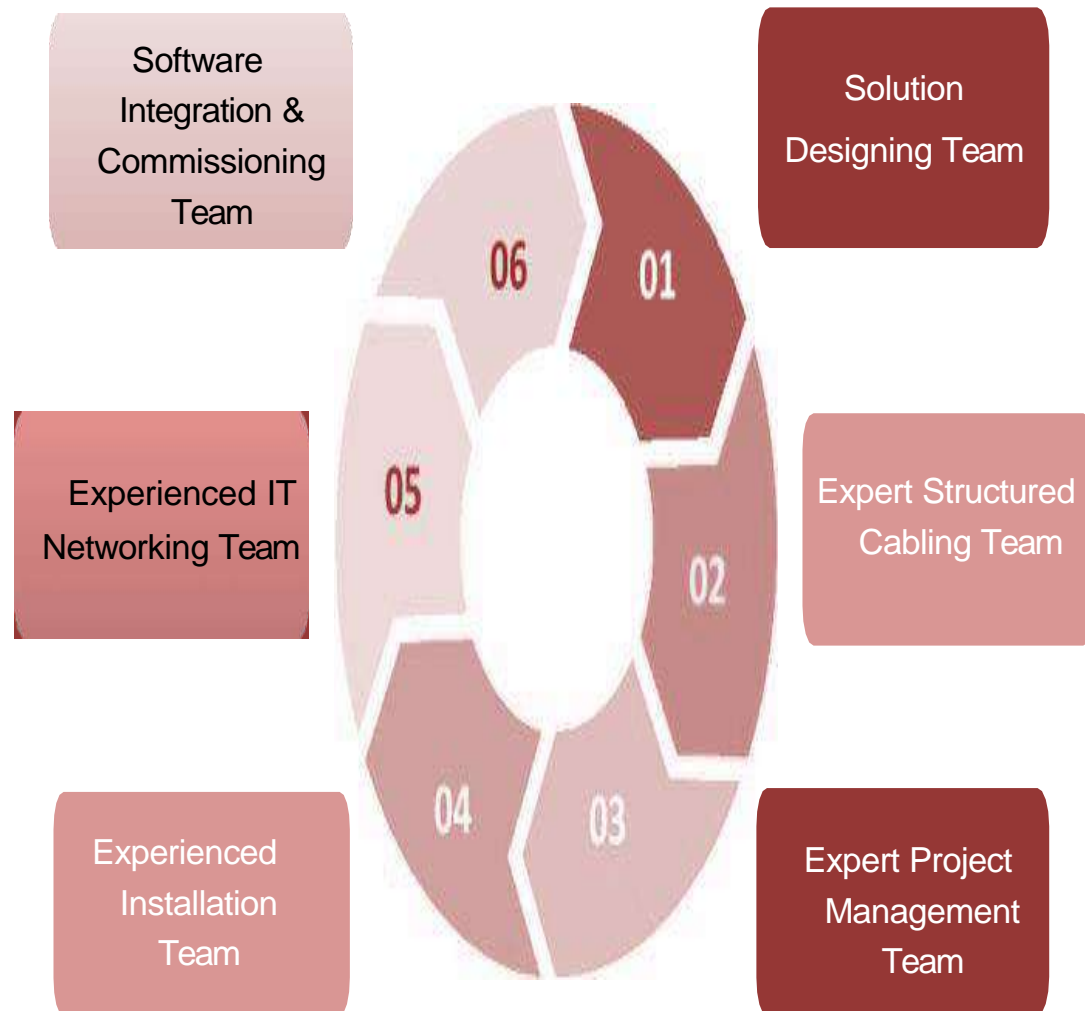 Software
Integration &
Commissioning
Team
Solution
Designing Team
06
01
Experienced IT
Networking Team
05
02
Expert Structured
Cabling Team
04
03
Experienced
Installation
Team
Expert Project
Management
Team